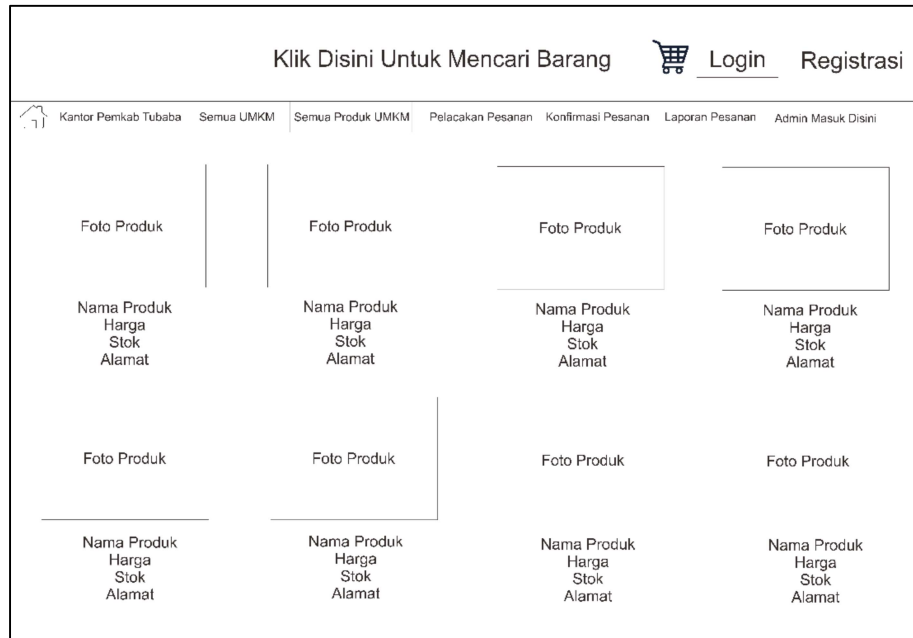 Klik Disini Untuk Mencari Barang Login Registrasi
Kantor Pemkab Tubaba Semua UMKM Semua Produk UMKM Pelacakan Pesanan Konfirmasi Pesanan Laporan Pesanan Admin Masuk Disini
Foto Produk Foto Produk Foto Produk Foto Produk
Nama Produk Nama Produk Nama Produk Nama Produk
Harga Harga Harga Harga
Stok Stok Stok Stok
Alamat Alamat Alamat Alamat
Foto Produk Foto Produk Foto Produk Foto Produk
Nama Produk Nama Produk Nama Produk Nama Produk
Harga Harga Harga Harga
Stok Stok Stok Stok
Alamat Alamat Alamat Alamat